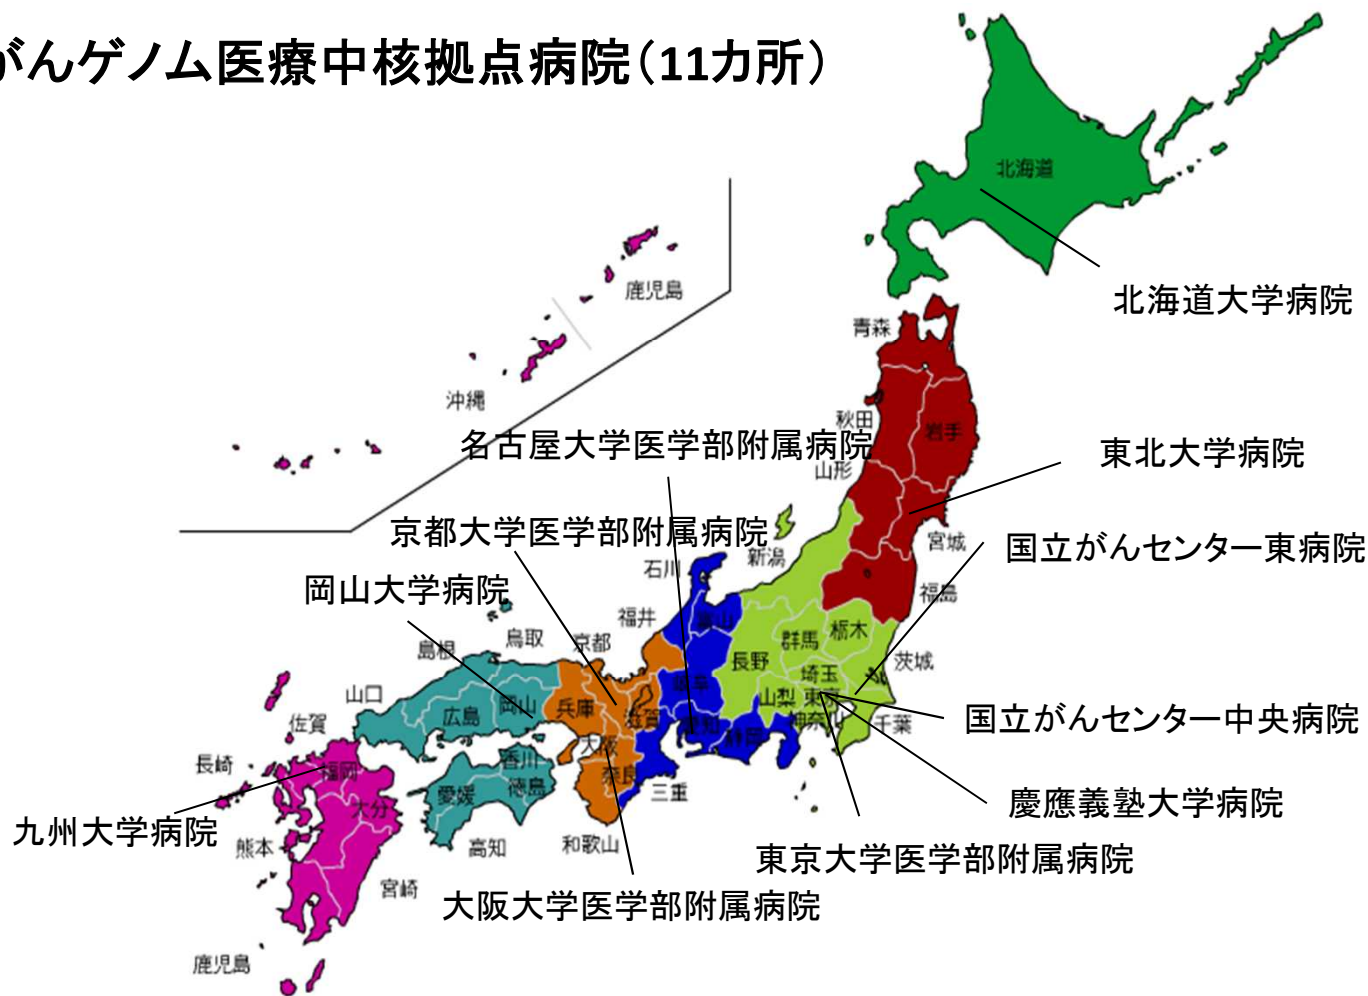 がんゲノム医療中核拠点病院（11カ所）
北海道
鹿児島
北海道大学病院
青森
沖縄
秋田
岩手
名古屋大学医学部附属病院
東北大学病院
山形
京都大学医学部附属病院
宮城
国立がんセンター東病院
新潟
石川
岡山大学病院
福島
福井
富山
群馬
栃木
鳥取
京都
島根
長野
茨城
埼玉
岐阜
山口
岡山
兵庫
滋賀
山梨
東京
広島
神奈川
千葉
国立がんセンター中央病院
佐賀
愛知
静岡
大阪
香川
長崎
福岡
奈良
徳島
愛媛
三重
大分
慶應義塾大学病院
九州大学病院
熊本
高知
和歌山
東京大学医学部附属病院
宮崎
大阪大学医学部附属病院
鹿児島